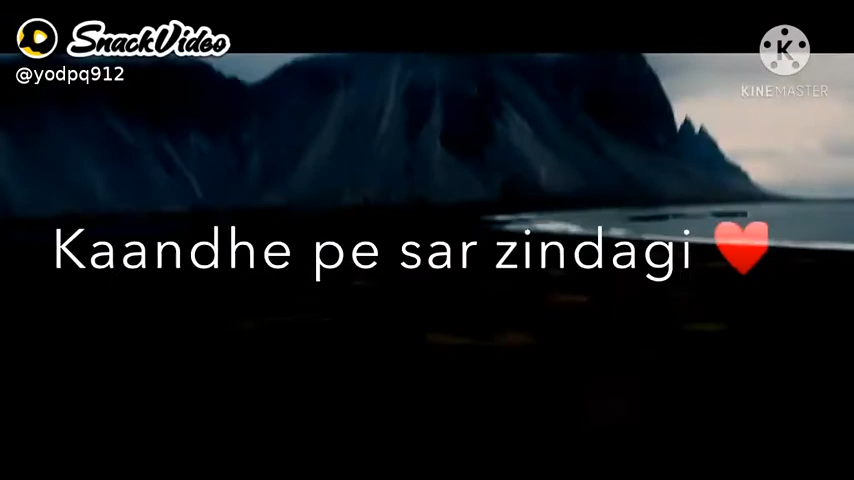 SnackVideo
@yodpq912
K
KINEMASTER
Kaandhe pe sar zindagi ❤️